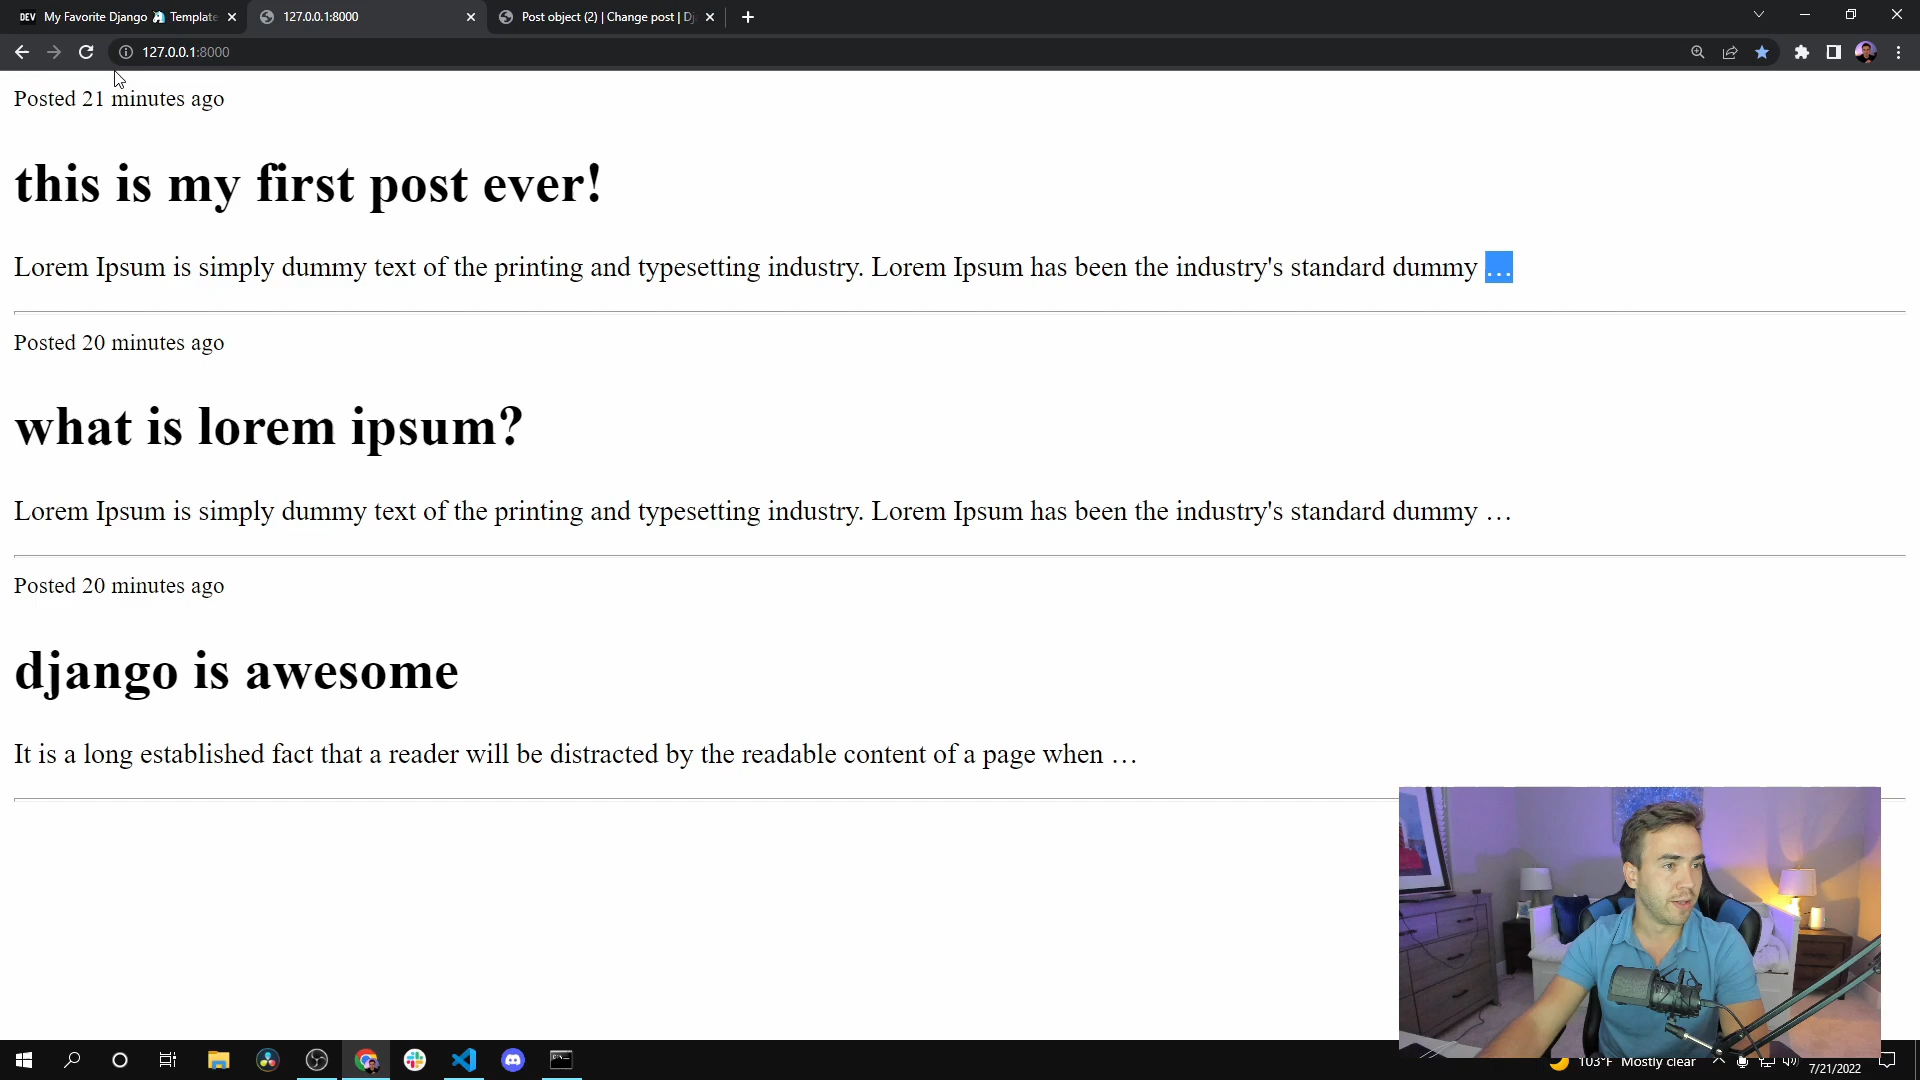 DEV My Favorite Django 🦄 Template
127.0.0.1:8000
Post object (2) | Change post | Dj
127.0.0.1:8000
Posted 21 minutes ago
this is my first post ever!
Lorem Ipsum is simply dummy text of the printing and typesetting industry. Lorem Ipsum has been the industry's standard dummy …
Posted 20 minutes ago
what is lorem ipsum?
Lorem Ipsum is simply dummy text of the printing and typesetting industry. Lorem Ipsum has been the industry's standard dummy …
Posted 20 minutes ago
django is awesome
It is a long established fact that a reader will be distracted by the readable content of a page when …
103°F Mostly clear
7/21/2022